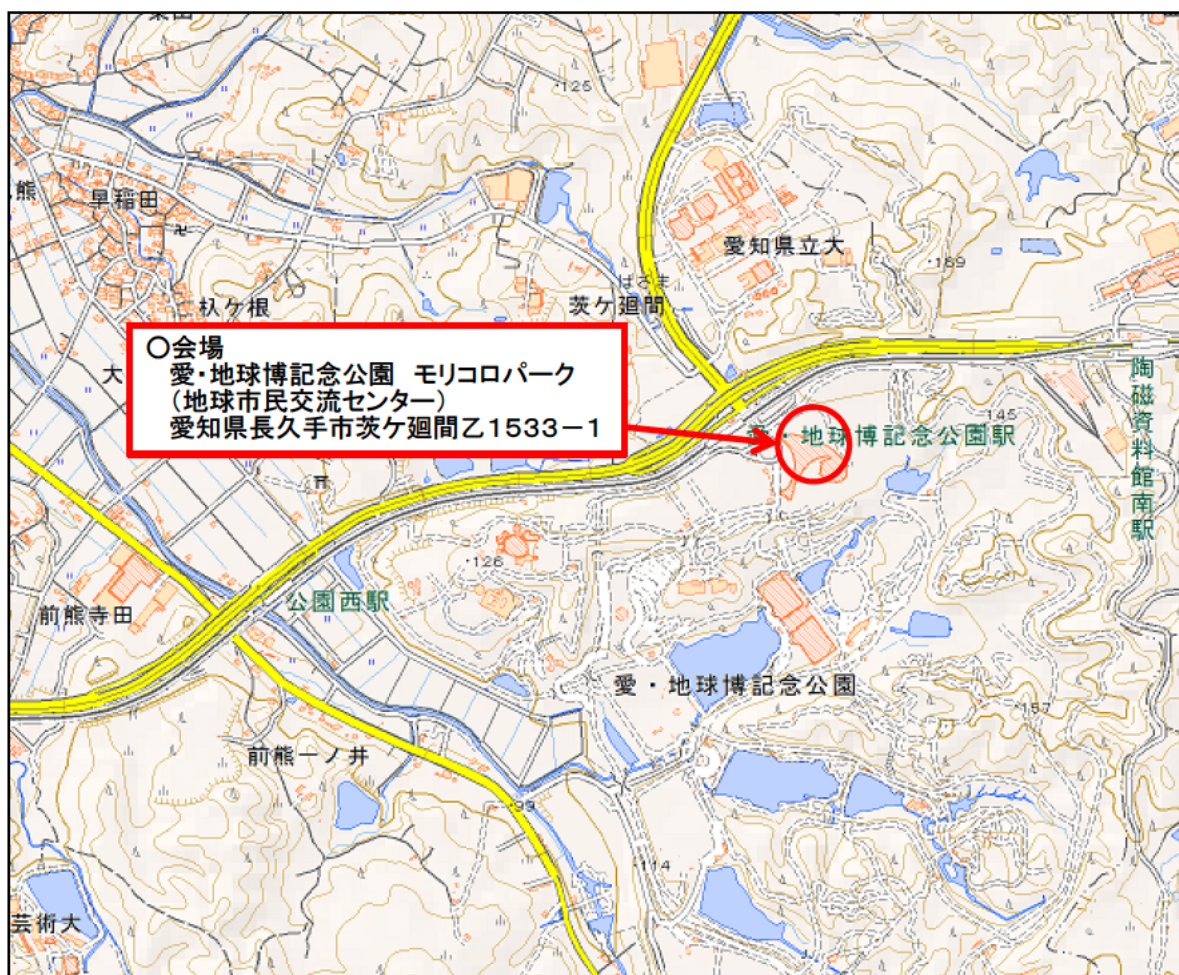 ・125
120
熊
早稲田
愛知県立大
・169
杁ケ根
はざま
茨ケ廻間
大
○会場
愛・地球博記念公園 モリコロパーク
（地球市民交流センター）
愛知県長久手市茨ケ廻間乙1533－1
陶磁資料館南駅
・145
・地球博記念公園駅
・126
公園西駅
前熊寺田
愛・地球博記念公園
・157
前熊一ノ井
・99
・114
芸術大